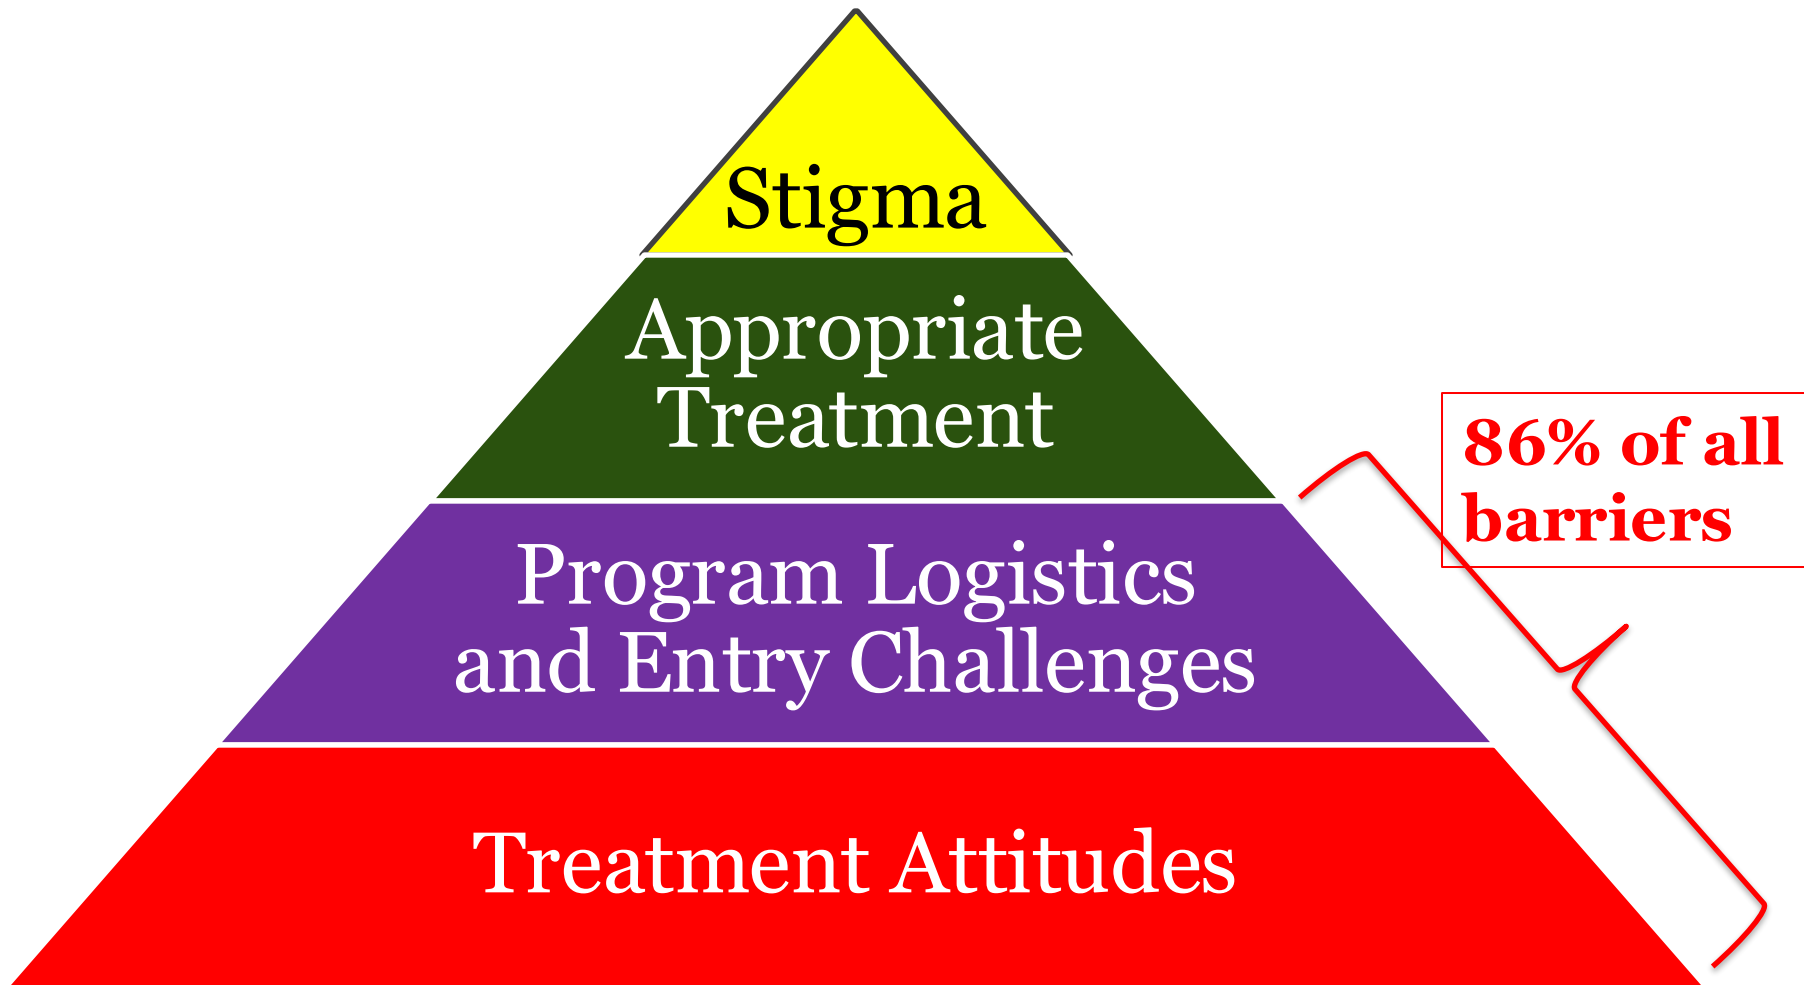 Stigma
Appropriate
Treatment
86% of all
barriers
Program Logistics
and Entry Challenges
Treatment Attitudes